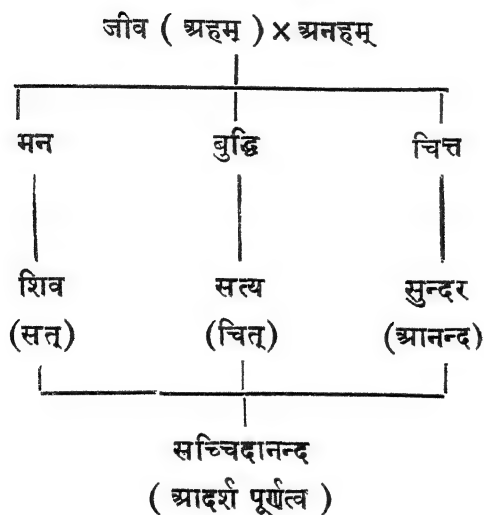 जीव ( अहम् ) × अनहम्
मन बुद्धि चित्त
शिव सत्य सुन्दर
(सत्) (चित्) (आनन्द)
सच्चिदानन्द
( आदर्श पूर्णत्व )